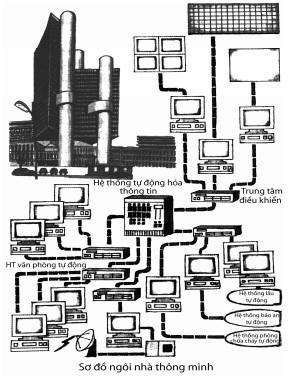 Hệ thông tự động hóa
thông tin
Trung tâm
điều khiển
HT văn phòng tự động
Hệ thống lầu
tự động
Hệ thống báo an
tự động
Hệ thống phòng
chữa cháy tự động
Sơ đồ ngôi nhà thông minh